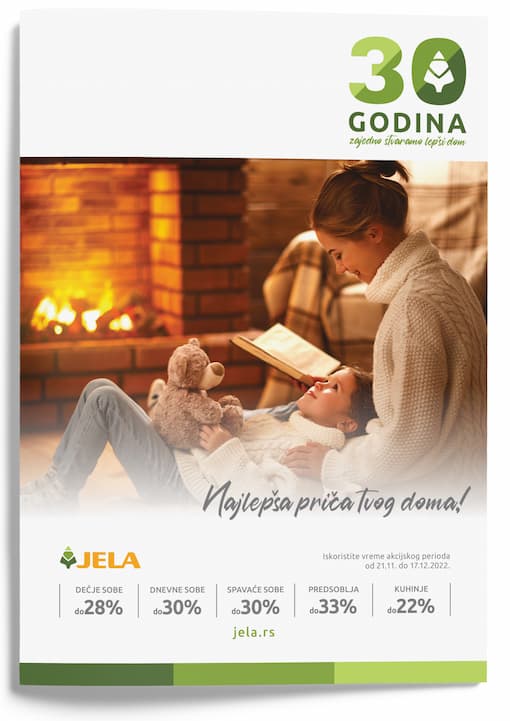 30
GODINA
zajedno stvaramo lepši dom
Najlepša priča tvog doma!
JELA
Iskoristite vreme akcijskog perioda
od 21.11. do 17.12.2022.
DEČJE SOBE
do28%
DNEVNE SOBE
do30%
SPAVAĆE SOBE
do30%
PREDSOBLJA
do33%
KUHINJE
do22%
jela.rs